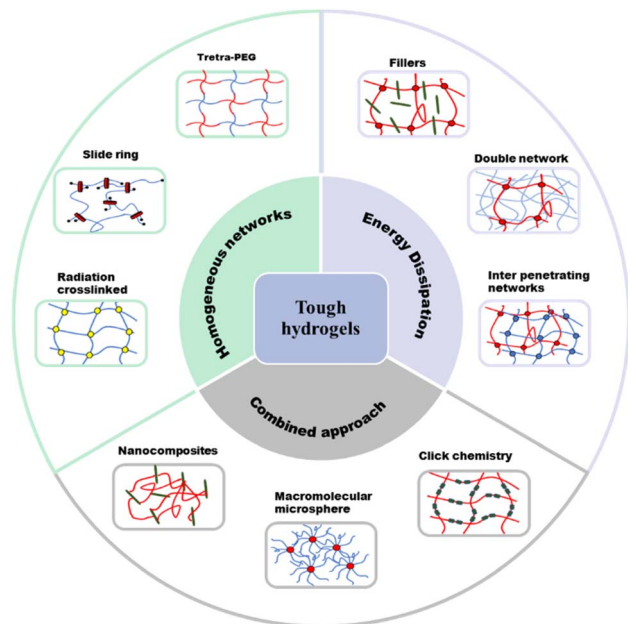 Tretra-PEG
Slide ring
Radiation
crosslinked
Fillers
Double network
Inter penetrating
networks
Homogeneous networks
Energy Dissipation
Tough
hydrogels
Combined approach
Nanocomposites
Macromolecular
microsphere
Click chemistry